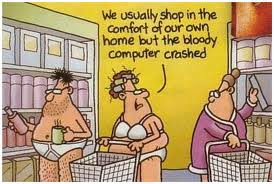 We usually shop in the
comfort of our own
home but the bloody
computer crashed